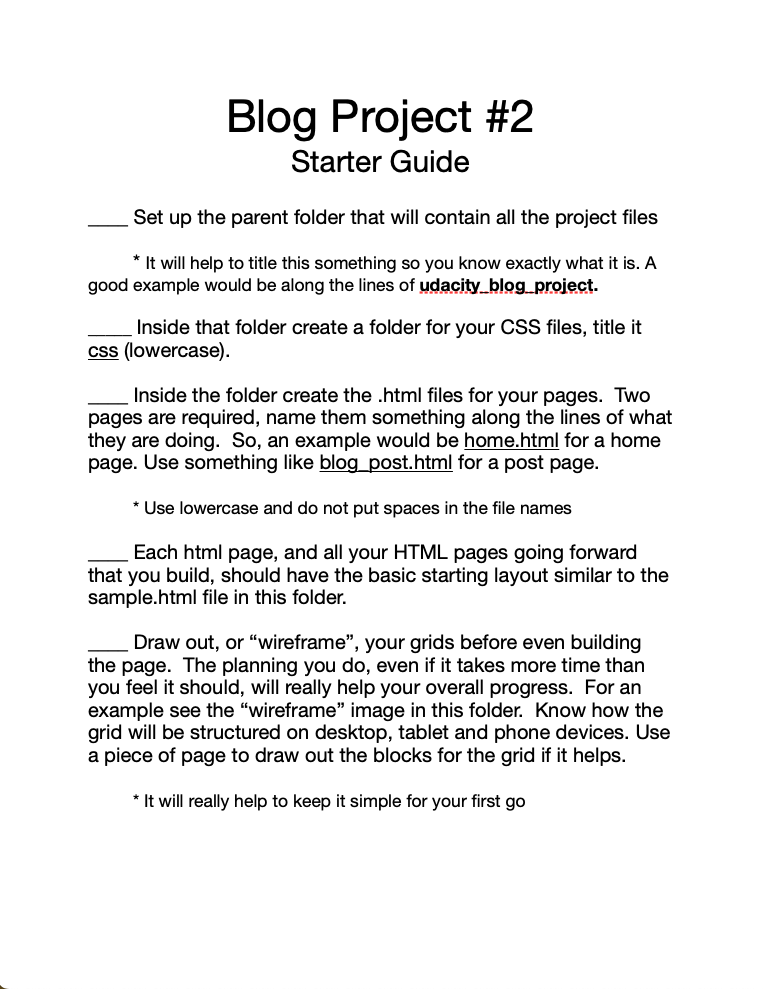 Blog Project #2
Starter Guide
____ Set up the parent folder that will contain all the project files
* It will help to title this something so you know exactly what it is. A
good example would be along the lines of udacity_blog_project.
____ Inside that folder create a folder for your CSS files, title it
css (lowercase).
____ Inside the folder create the .html files for your pages.  Two
pages are required, name them something along the lines of what
they are doing.  So, an example would be home.html for a home
page. Use something like blog_post.html for a post page.
* Use lowercase and do not put spaces in the file names
____ Each html page, and all your HTML pages going forward
that you build, should have the basic starting layout similar to the
sample.html file in this folder.
____ Draw out, or “wireframe”, your grids before even building
the page.  The planning you do, even if it takes more time than
you feel it should, will really help your overall progress.  For an
example see the “wireframe” image in this folder.  Know how the
grid will be structured on desktop, tablet and phone devices. Use
a piece of page to draw out the blocks for the grid if it helps.
* It will really help to keep it simple for your first go